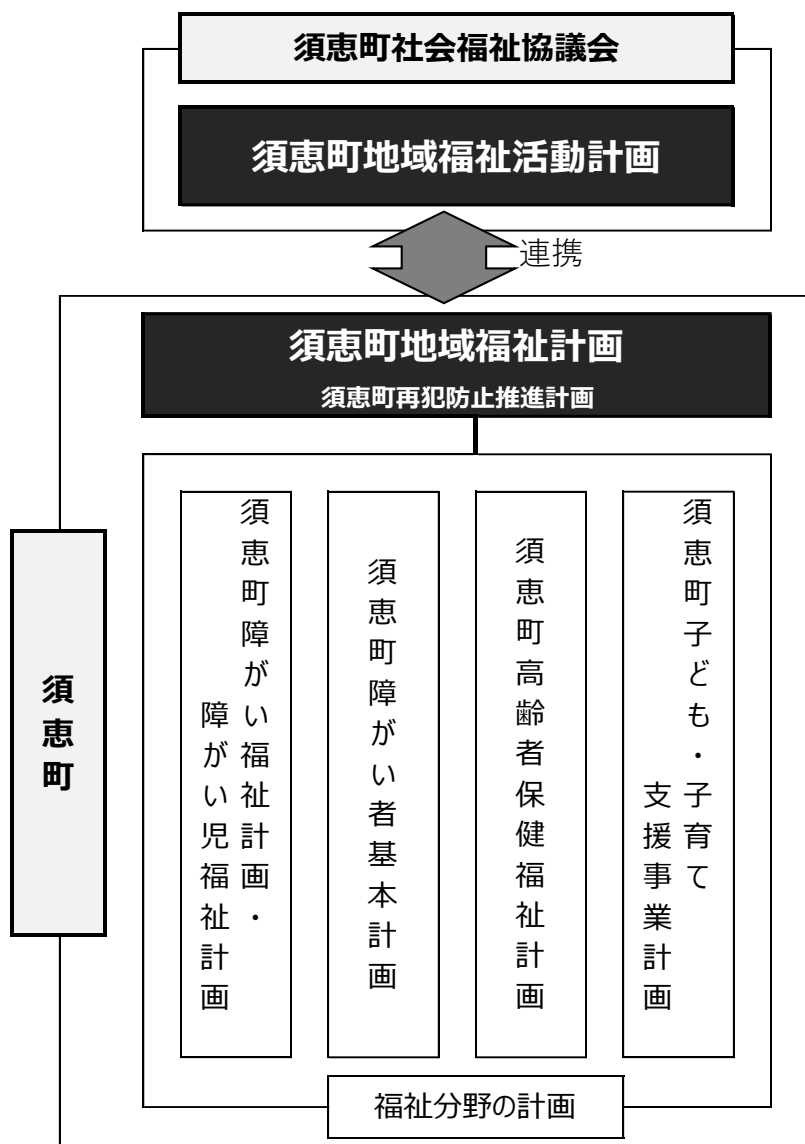 須恵町社会福祉協議会
須恵町地域福祉活動計画
連携
須恵町地域福祉計画
須恵町再犯防止推進計画
須恵町
須恵町子ども・子育て
支援事業計画
須恵町高齢者保健福祉計画
須恵町障がい者基本計画
須恵町障がい福祉計画・
障がい児福祉計画
福祉分野の計画